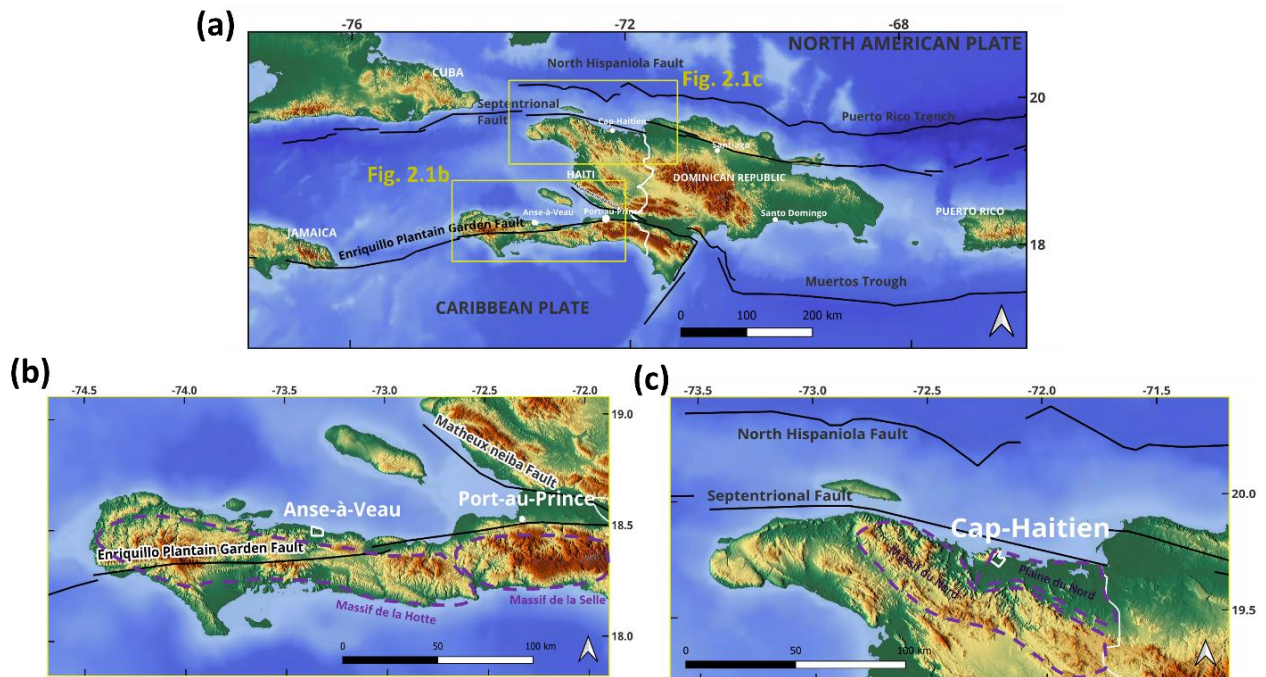 (a)
-76
-72
-68
NORTH AMERICAN PLATE
North Hispaniola Fault
Fig. 2.1c
CUBA
20
Septentrional
Fault
Puerto Rico Trench
Cap-Haitien
Santiago
Fig. 2.1b
HAITI
DOMINICAN REPUBLIC
Anse-à-Veau
Port-au-Prince
Santo Domingo
PUERTO RICO
JAMAICA
Enriquillo Plantain Garden Fault
18
Muertos Trough
CARIBBEAN PLATE
0 100 200 km
(b)
-74.5
-74.0
-73.5
-73.0
-72.5
-72.0
19.0
Matheux neiba Fault
Anse-à-Veau
Port-au-Prince
18.5
Enriquillo Plantain Garden Fault
Massif de la Hotte
Massif de la Selle
0 50 100 km
18.0
(c)
-73.5
-73.0
-72.5
-72.0
-71.5
North Hispaniola Fault
Septentrional Fault
20.0
Cap-Haitien
Massif du Nord
Plaine du Nord
19.5
0 50 100 km